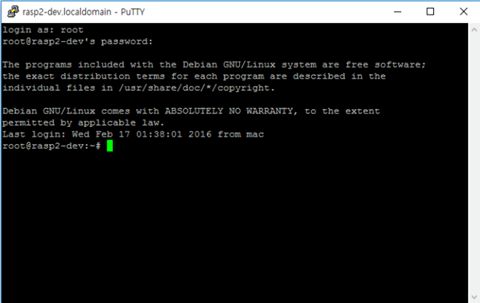 rasp2-dev.localdomain - PuTTY
login as: root
root@rasp2-dev's password:
The programs included with the Debian GNU/Linux system are free software;
the exact distribution terms for each program are described in the
individual files in /usr/share/doc/*/copyright.
Debian GNU/Linux comes with ABSOLUTELY NO WARRANTY, to the extent
permitted by applicable law.
Last login: Wed Feb 17 01:38:01 2016 from mac
root@rasp2-dev:~#